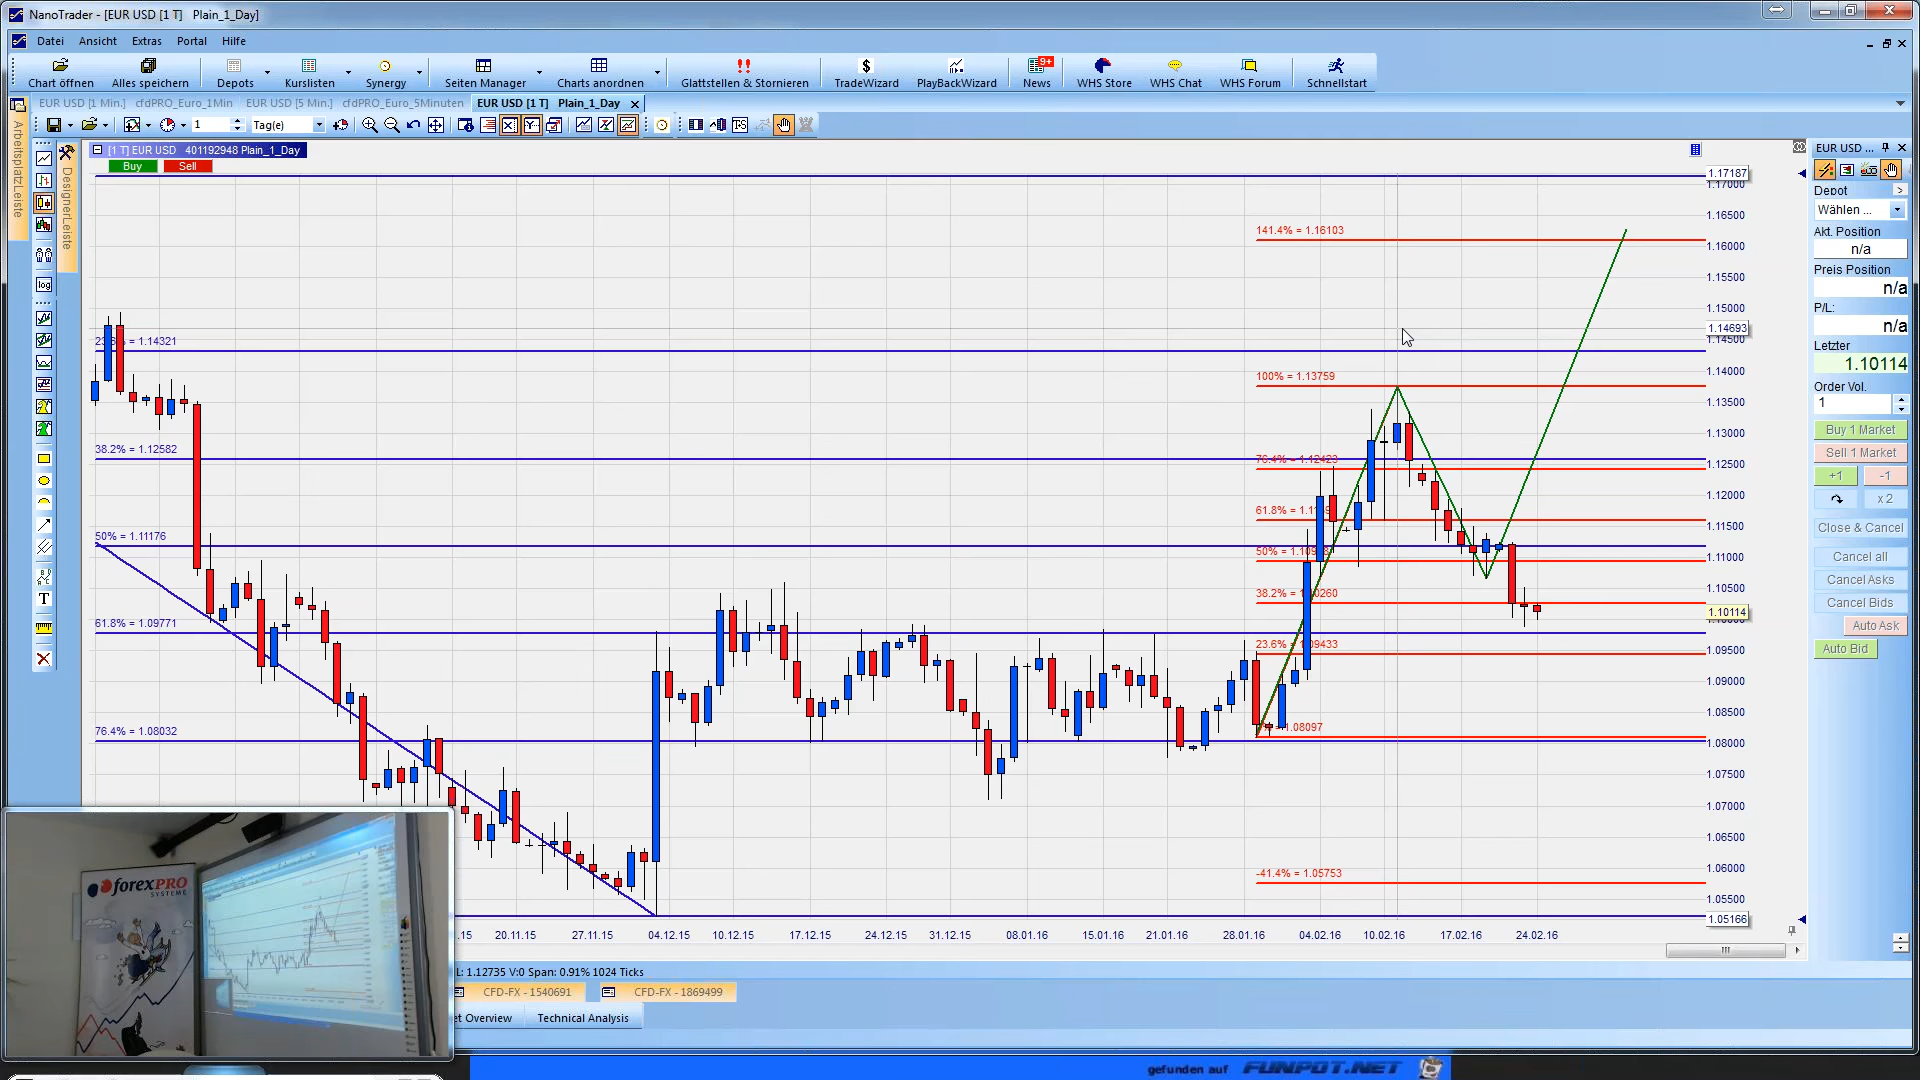 NanoTrader - [EUR USD [1 T] Plain_1_Day]
Datei Ansicht Extras Portal Hilfe
Chart öffnen Alles speichern Depots Kurslisten Synergy Seiten Manager Charts anordnen Glattstellen & Stornieren TradeWizard PlayBackWizard News 9+ WHS Store WHS Chat WHS Forum Schnellstart
EUR USD [1 Min.] cfdPRO_Euro_1Min EUR USD [5 Min.] cfdPRO_Euro_5Minuten EUR USD [1 T] Plain_1_Day
1 Tag(e)
ArbeitsplatzLeiste
DesignerLeiste
log
T
[1 T] EUR USD 401192948 Plain_1_Day
Buy Sell
1.17187
1.17000
1.16500
1.16000
1.15500
1.15000
1.14693
1.14500
1.14000
1.13500
1.13000
1.12500
1.12000
1.11500
1.11000
1.10500
1.10114
1.09500
1.09000
1.08500
1.08000
1.07500
1.07000
1.06500
1.06000
1.05500
1.05166
38.2% = 1.12582
50% = 1.11176
61.8% = 1.09771
76.4% = 1.08032
141.4% = 1.16103
100% = 1.13759
76.4% = 1.12423
-41.4% = 1.05753
20.11.15 27.11.15 04.12.15 10.12.15 17.12.15 24.12.15 31.12.15 08.01.16 15.01.16 21.01.16 28.01.16 04.02.16 10.02.16 17.02.16 24.02.16
L: 1.12735 V:0 Span: 0.91% 1024 Ticks
CFD-FX - 1540691 CFD-FX - 1869499
et Overview Technical Analysis
EUR USD ...
Depot
Wählen ...
Akt. Position
n/a
Preis Position
n/a
P/L:
n/a
Letzter
1.10114
Order Vol.
1
Buy 1 Market
Sell 1 Market
+1 -1
x 2
Close & Cancel
Cancel all
Cancel Asks
Cancel Bids
Auto Ask
Auto Bid
forexPRO
SYSTEME
gefunden auf FUNPOT.NET